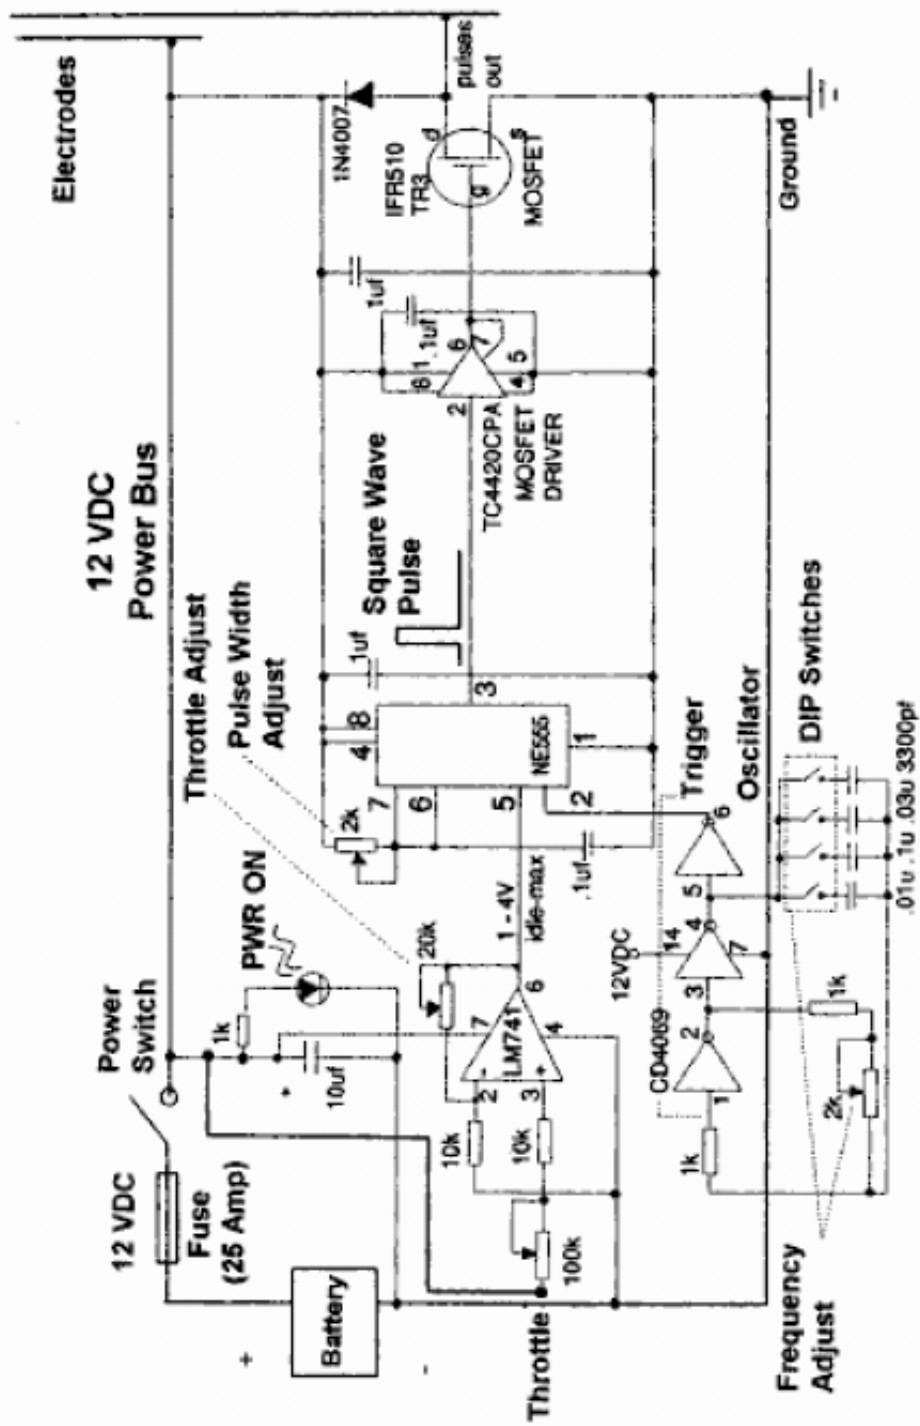 12 VDC
Power
Switch
Fuse
(25 Amp)
+
Battery
-
PWR ON
1k
+
10uf
12 VDC
Power Bus
Electrodes
Throttle Adjust
Pulse Width
Adjust
2k
4 8
7
6
5
2
NE555
1
3
1uf
.1uf
Square Wave
Pulse
1N4007
IFR510
TR3
d
g
s
MOSFET
pulses
out
1uf
.1uf
8 1
6
7
2
4 5
TC4420CPA
MOSFET
DRIVER
20k
1 - 4V
idle-max
LM741
2
-
3
+
7
4
6
10k
10k
100k
Throttle
12VDC
14
CD4069
1
2
3
4
5
6
7
Trigger
Oscillator
Ground
1k
1k
2k
Frequency
Adjust
DIP Switches
.01u .1u .03u 3300pf